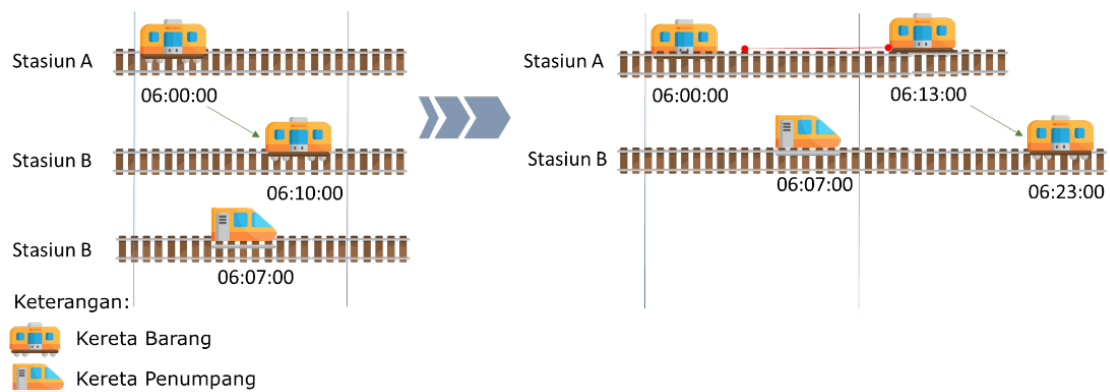 Stasiun A
06:00:00
Stasiun B
06:10:00
Stasiun B
06:07:00
Keterangan:
Kereta Barang
Kereta Penumpang
Stasiun A
06:00:00
06:13:00
Stasiun B
06:07:00
06:23:00